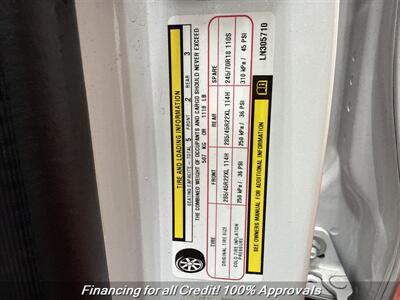 TIRE AND LOADING INFORMATION
SEATING CAPACITY - TOTAL 5 FRONT 2 REAR 3
THE COMBINED WEIGHT OF OCCUPANTS AND CARGO SHOULD NEVER EXCEED
507 KG OR 1118 LB
TIRE FRONT REAR SPARE
ORIGINAL TIRE SIZE 285/45R22XL 114H 285/45R22XL 114H 245/70R18 110S
COLD TIRE INFLATION PRESSURE 250 kPa / 36 PSI 250 kPa / 36 PSI 310 kPa / 45 PSI
SEE OWNERS MANUAL FOR ADDITIONAL INFORMATION
LN305710
Financing for all Credit! 100% Approvals